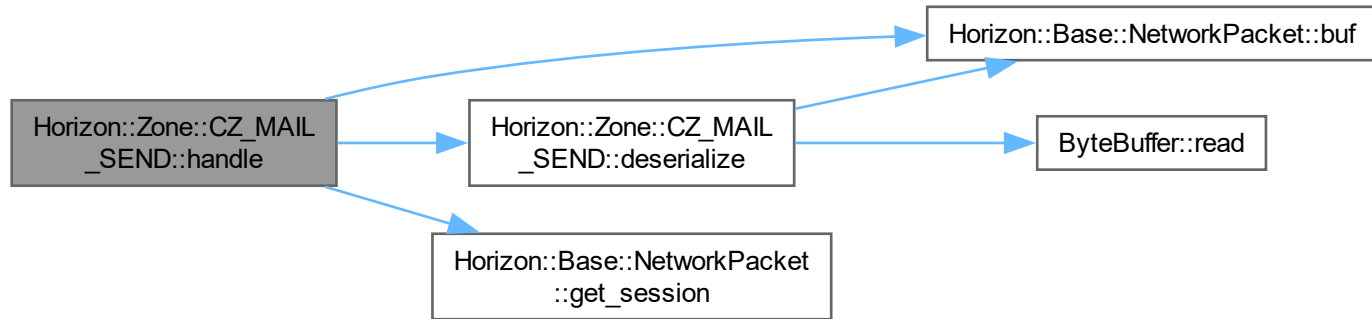 Horizon::Zone::CZ_MAIL
_SEND::handle
Horizon::Base::NetworkPacket::buf
Horizon::Zone::CZ_MAIL
_SEND::deserialize
ByteBuffer::read
Horizon::Base::NetworkPacket
::get_session